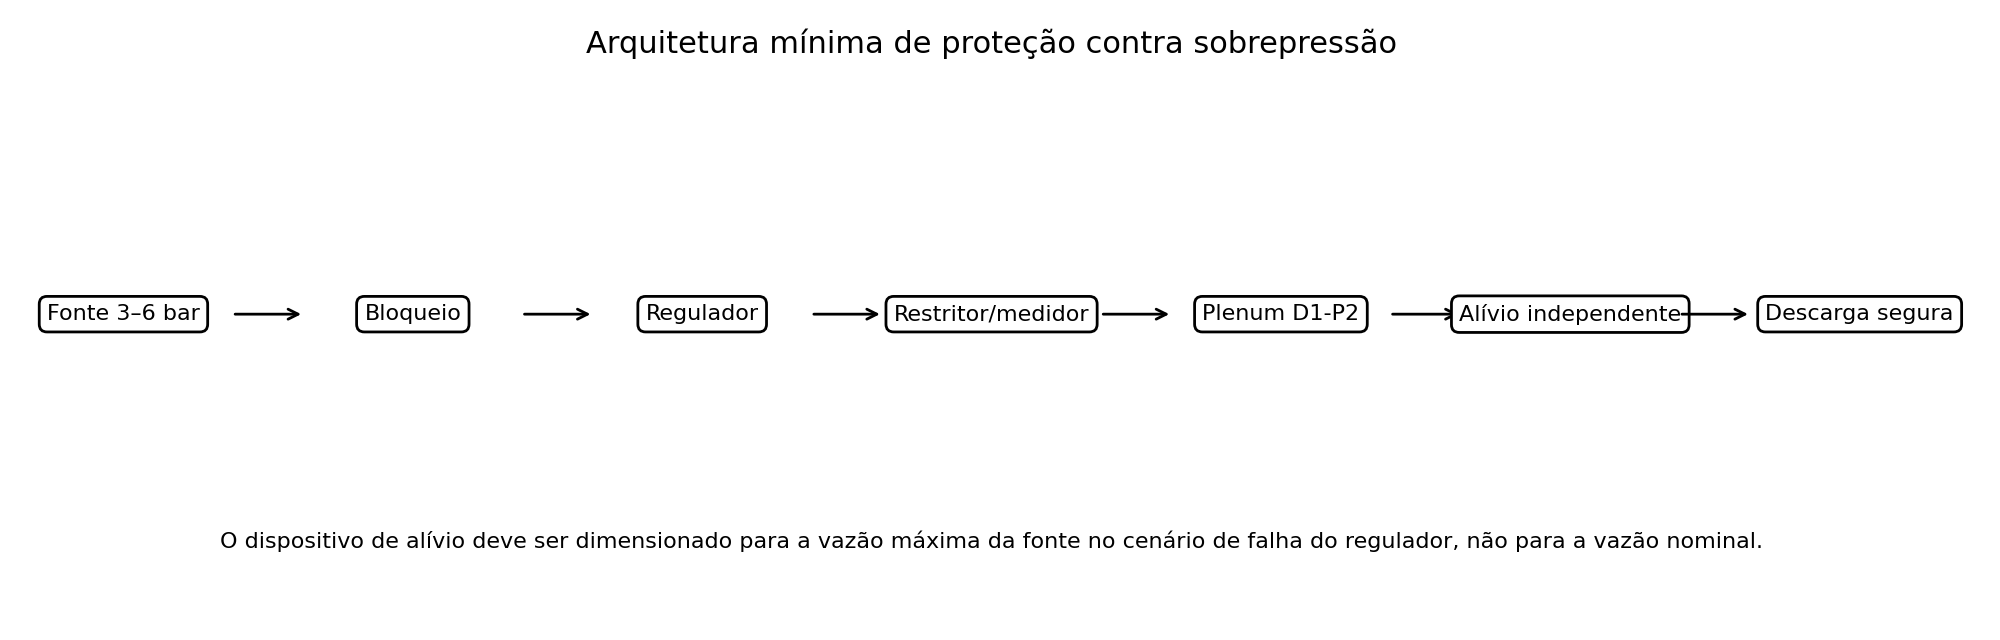 Arquitetura mínima de proteção contra sobrepressão
Fonte 3–6 bar
Bloqueio
Regulador
Restritor/medidor
Plenum D1-P2
Alívio independente
Descarga segura
O dispositivo de alívio deve ser dimensionado para a vazão máxima da fonte no cenário de falha do regulador, não para a vazão nominal.